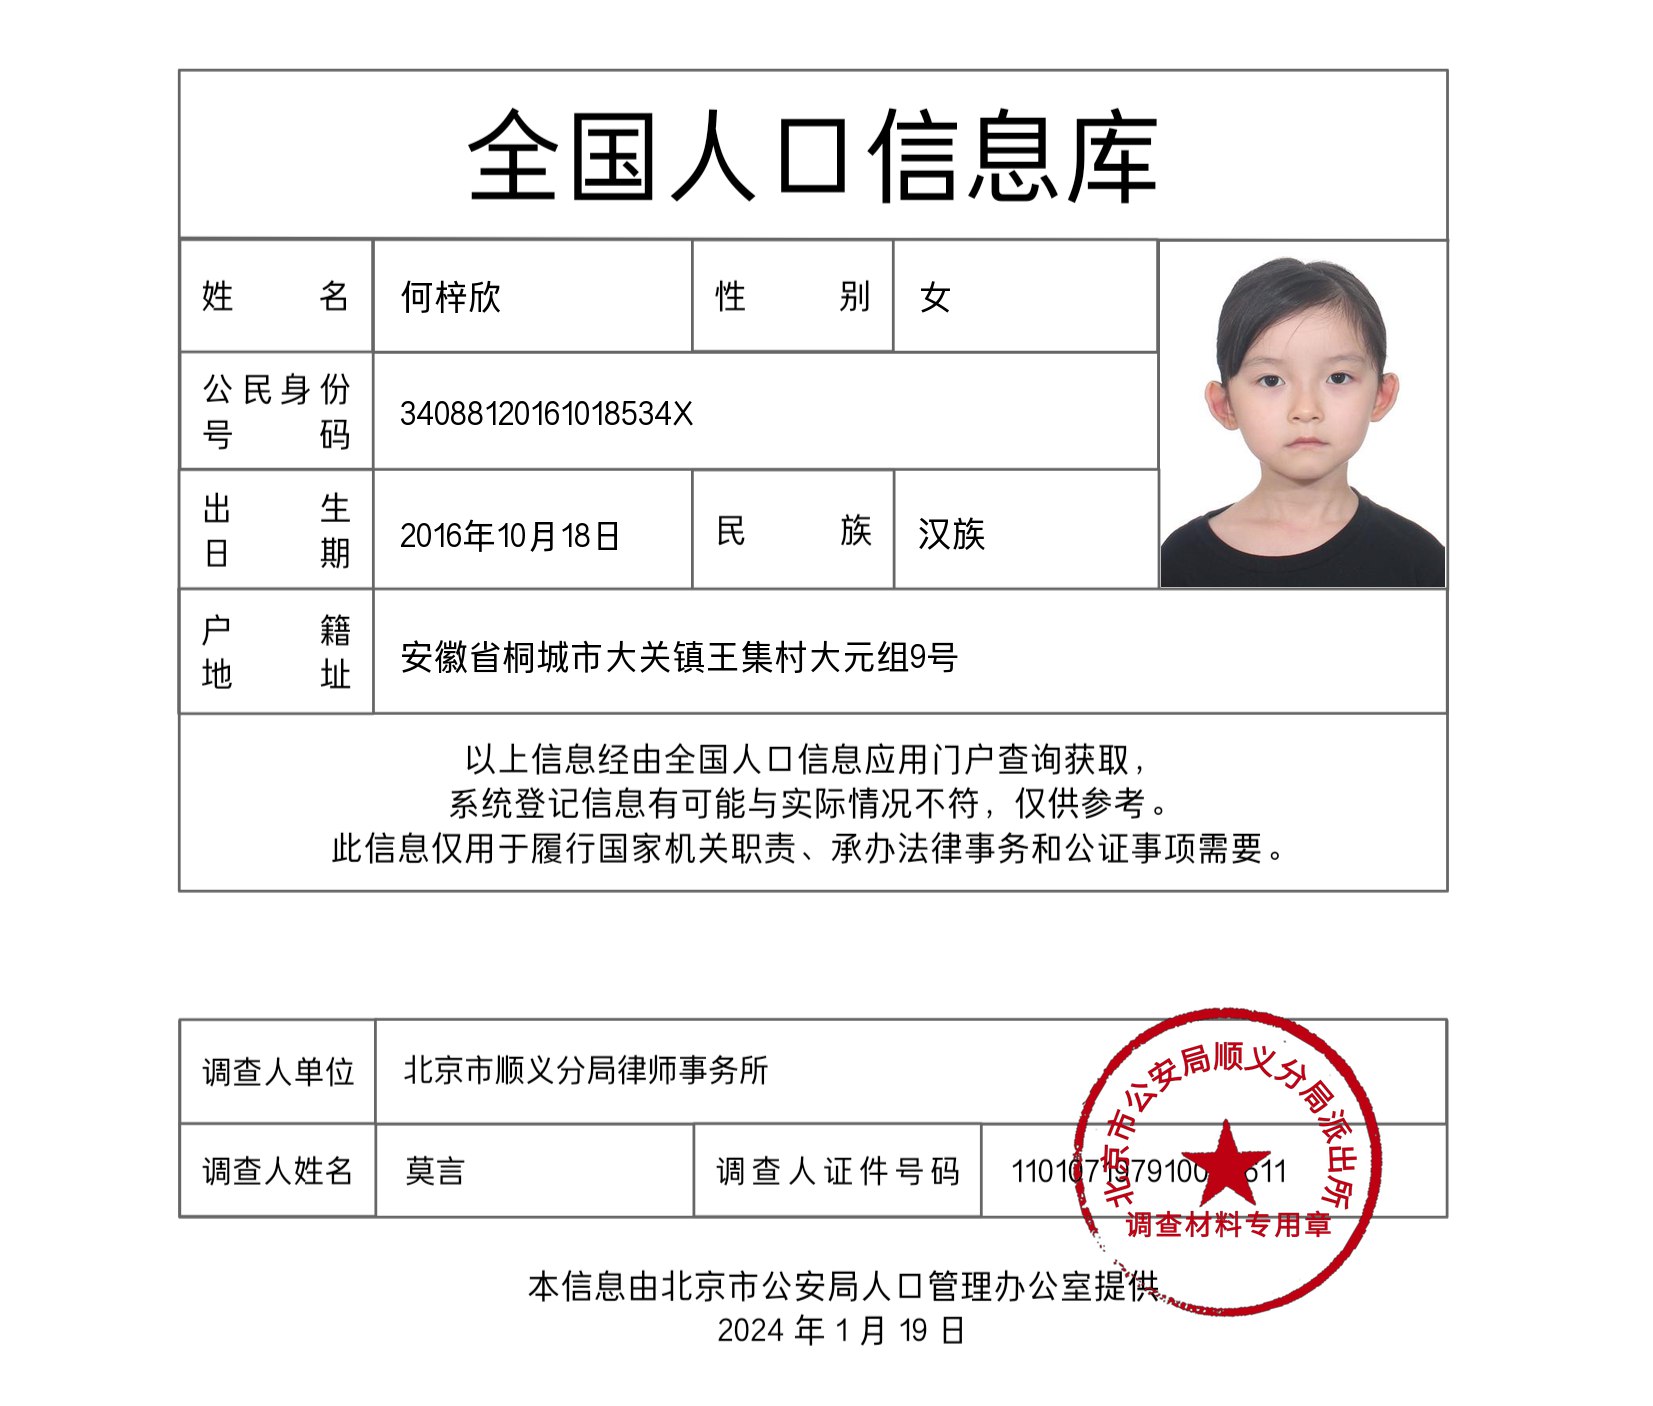 全国人口信息库
姓名 何梓欣 性别 女
公民身份
号码
34088120161018534X
出生
日期
2016年10月18日 民族 汉族
户籍
地址
安徽省桐城市大关镇王集村大元组9号
以上信息经由全国人口信息应用门户查询获取，
系统登记信息有可能与实际情况不符，仅供参考。
此信息仅用于履行国家机关职责、承办法律事务和公证事项需要。
调查人单位 北京市顺义分局律师事务所
调查人姓名 莫言 调查人证件号码
北京市公安局顺义分局派出所
调查材料专用章
本信息由北京市公安局人口管理办公室提供
2024 年 1 月 19 日